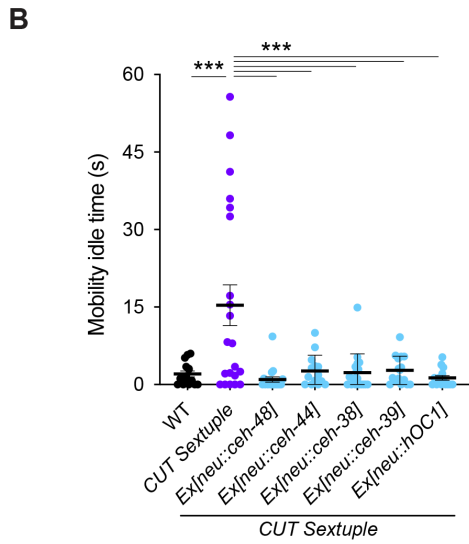 B
***
***
60
45
30
15
0
Mobility idle time (s)
WT
CUT Sextuple
Ex[neu::ceh-48]
Ex[neu::ceh-44]
Ex[neu::ceh-38]
Ex[neu::ceh-39]
Ex[neu::hOC1]
CUT Sextuple